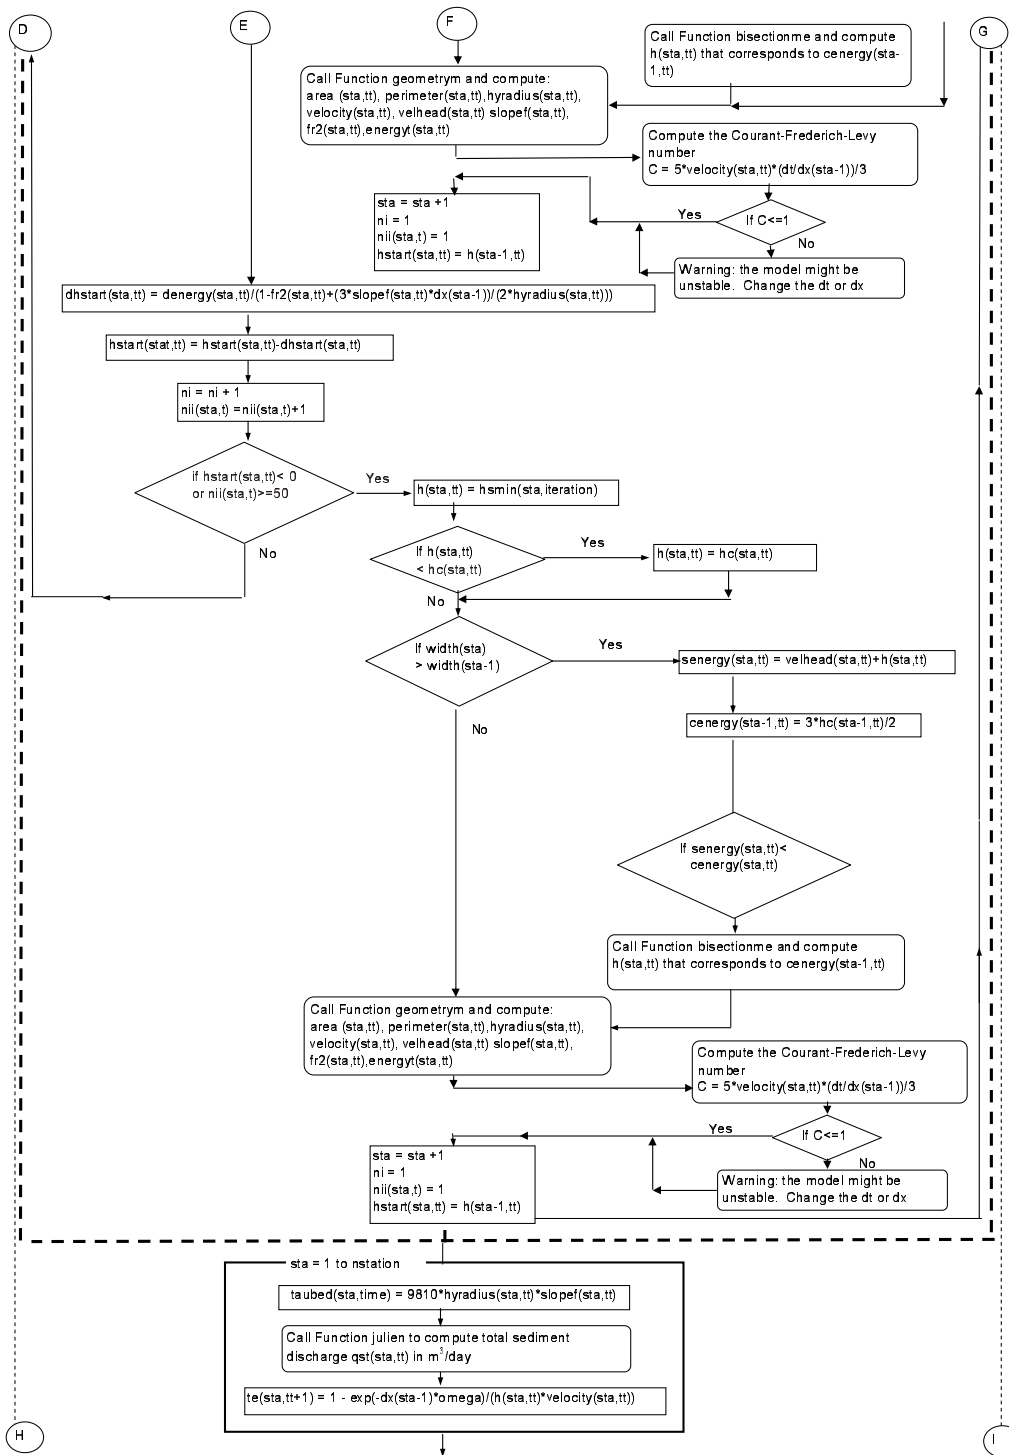 D
E
F
G
Call Function bisectionme and compute
h(sta,tt) that corresponds to cenergy(sta-
1,tt)
Call Function geometrym and compute:
area (sta,tt), perimeter(sta,tt),hyradius(sta,tt),
velocity(sta,tt), velhead(sta,tt) slopef(sta,tt),
fr2(sta,tt),energyt(sta,tt)
Compute the Courant-Frederich-Levy
number
C = 5*velocity(sta,tt)*(dt/dx(sta-1))/3
sta = sta +1
ni = 1
nii(sta,t) = 1
hstart(sta,tt) = h(sta-1,tt)
Yes
If C<=1
No
Warning: the model might be
unstable.  Change the dt or dx
dhstart(sta,tt) = denergy(sta,tt)/(1-fr2(sta,tt)+(3*slopef(sta,tt)*dx(sta-1))/(2*hyradius(sta,tt)))
hstart(stat,tt) = hstart(sta,tt)-dhstart(sta,tt)
ni = ni + 1
nii(sta,t) =nii(sta,t)+1
if hstart(sta,tt)< 0
or nii(sta,t)>=50
Yes
h(sta,tt) = hsmin(sta,iteration)
No
If h(sta,tt)
< hc(sta,tt)
Yes
h(sta,tt) = hc(sta,tt)
No
If width(sta)
> width(sta-1)
Yes
senergy(sta,tt) = velhead(sta,tt)+h(sta,tt)
No
cenergy(sta-1,tt) = 3*hc(sta-1,tt)/2
If senergy(sta,tt)<
cenergy(sta,tt)
Call Function bisectionme and compute
h(sta,tt) that corresponds to cenergy(sta-1,tt)
Call Function geometrym and compute:
area (sta,tt), perimeter(sta,tt),hyradius(sta,tt),
velocity(sta,tt), velhead(sta,tt) slopef(sta,tt),
fr2(sta,tt),energyt(sta,tt)
Compute the Courant-Frederich-Levy
number
C = 5*velocity(sta,tt)*(dt/dx(sta-1))/3
Yes
If C<=1
No
sta = sta +1
ni = 1
nii(sta,t) = 1
hstart(sta,tt) = h(sta-1,tt)
Warning: the model might be
unstable.  Change the dt or dx
sta = 1 to nstation
taubed(sta,time) = 9810*hyradius(sta,tt)*slopef(sta,tt)
Call Function julien to compute total sediment
discharge qst(sta,tt) in m³/day
te(sta,tt+1) = 1 - exp(-dx(sta-1)*omega)/(h(sta,tt)*velocity(sta,tt))
H
I